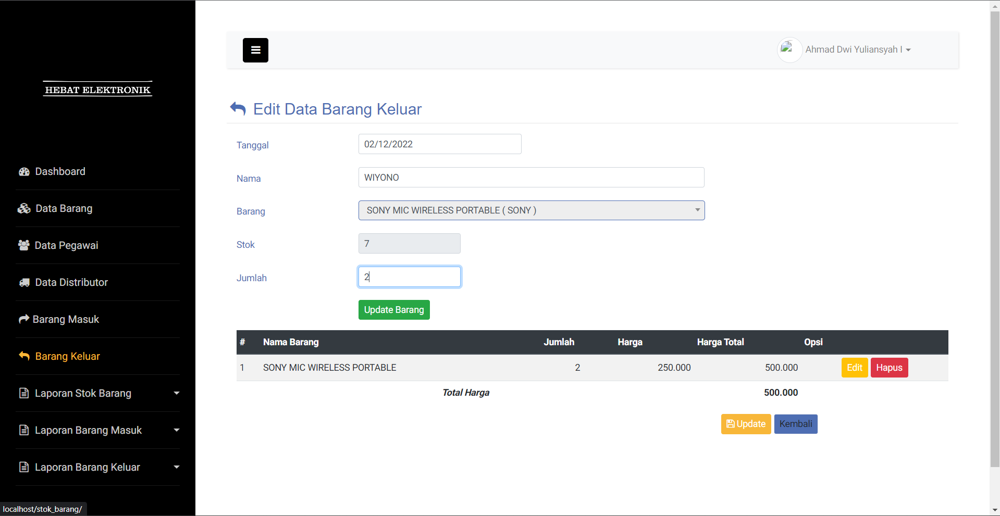 HEBAT ELEKTRONIK
Dashboard
Data Barang
Data Pegawai
Data Distributor
Barang Masuk
Barang Keluar
Laporan Stok Barang
Laporan Barang Masuk
Laporan Barang Keluar
localhost/stok_barang/
Ahmad Dwi Yuliansyah I
Edit Data Barang Keluar
Tanggal 02/12/2022
Nama WIYONO
Barang SONY MIC WIRELESS PORTABLE ( SONY )
Stok 7
Jumlah 2
Update Barang
# Nama Barang Jumlah Harga Harga Total Opsi
1 SONY MIC WIRELESS PORTABLE 2 250.000 500.000 Edit Hapus
Total Harga 500.000
Update Kembali